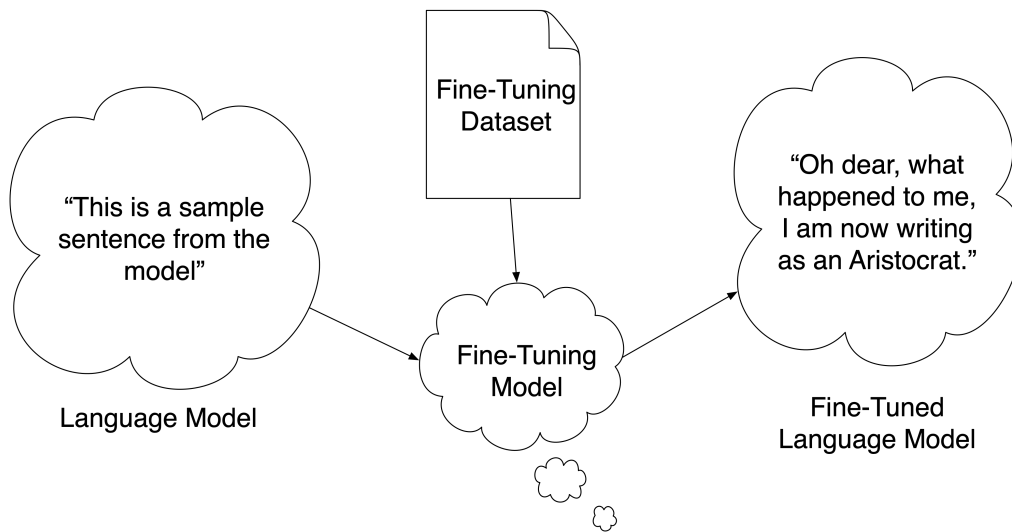 “This is a sample
sentence from the
model”
Language Model
Fine-Tuning
Dataset
Fine-Tuning
Model
“Oh dear, what
happened to me,
I am now writing
as an Aristocrat.”
Fine-Tuned
Language Model